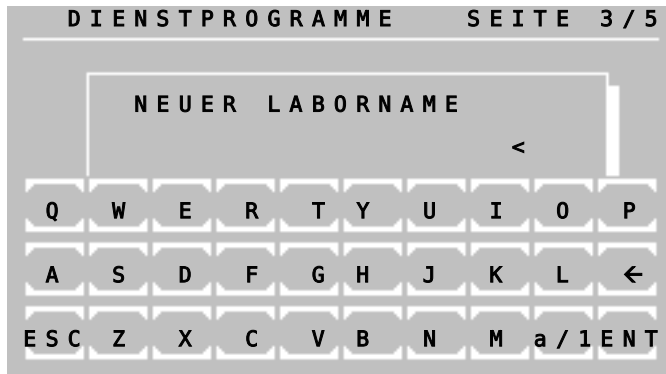 DIENSTPROGRAMME SEITE 3/5
NEUER LABORNAME
<
Q W E R T Y U I O P
A S D F G H J K L ←
ESC Z X C V B N M a/1 ENT